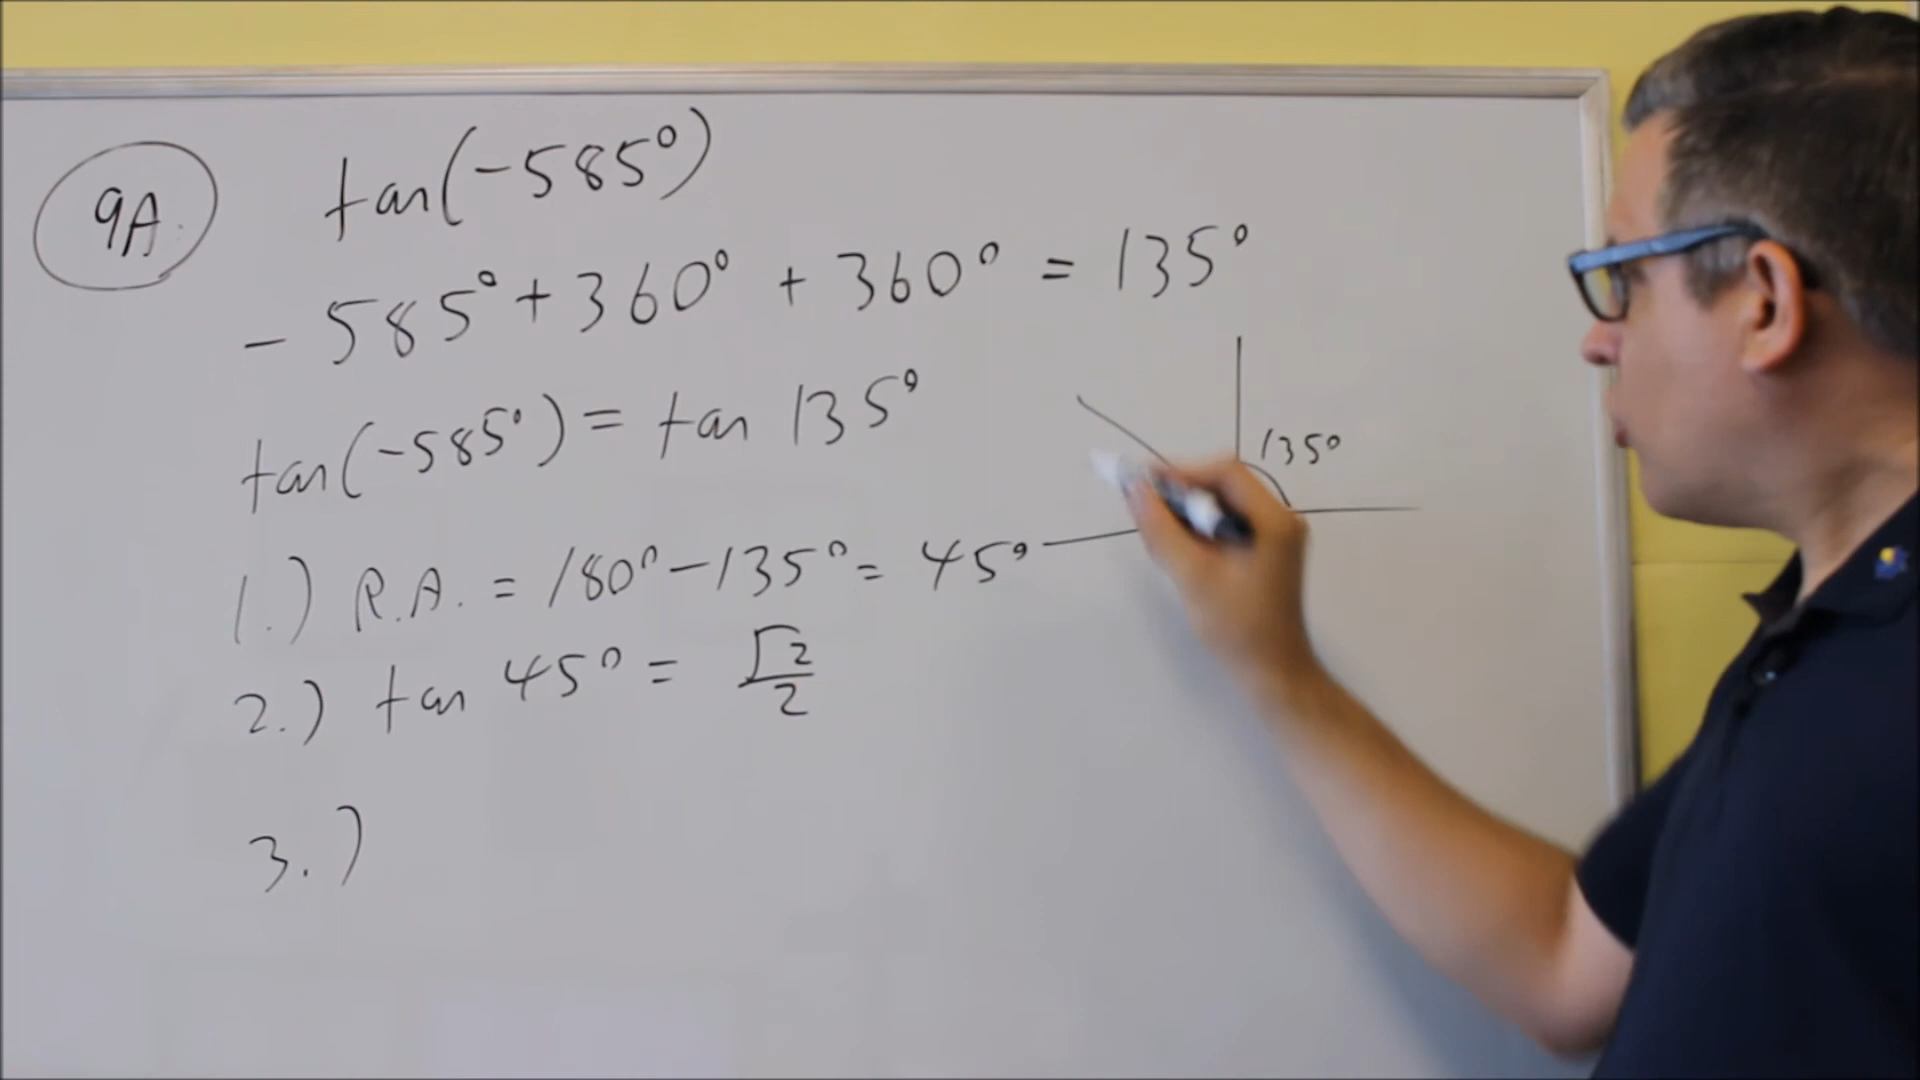 9A.
tan(-585°)
-585° + 360° + 360° = 135°
tan(-585°) = tan 135°
135°
1.) R.A. = 180° - 135° = 45°
2.) tan 45° = √2/2
3.)